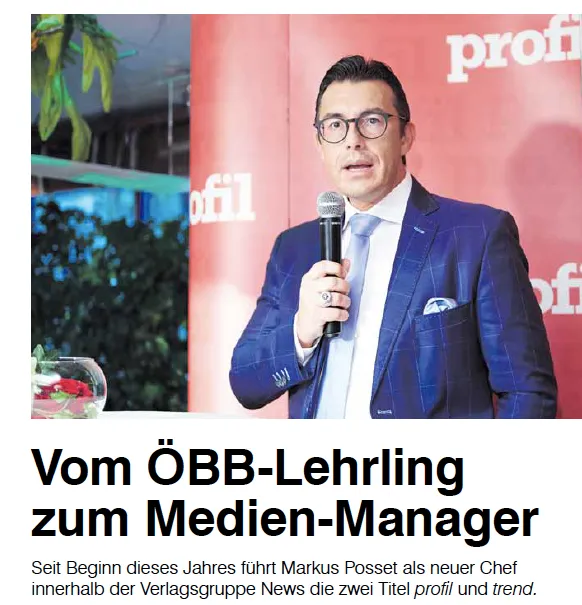 profil
ofil
ofil
Vom ÖBB-Lehrling
zum Medien-Manager
Seit Beginn dieses Jahres führt Markus Posset als neuer Chef
innerhalb der Verlagsgruppe News die zwei Titel profil und trend.